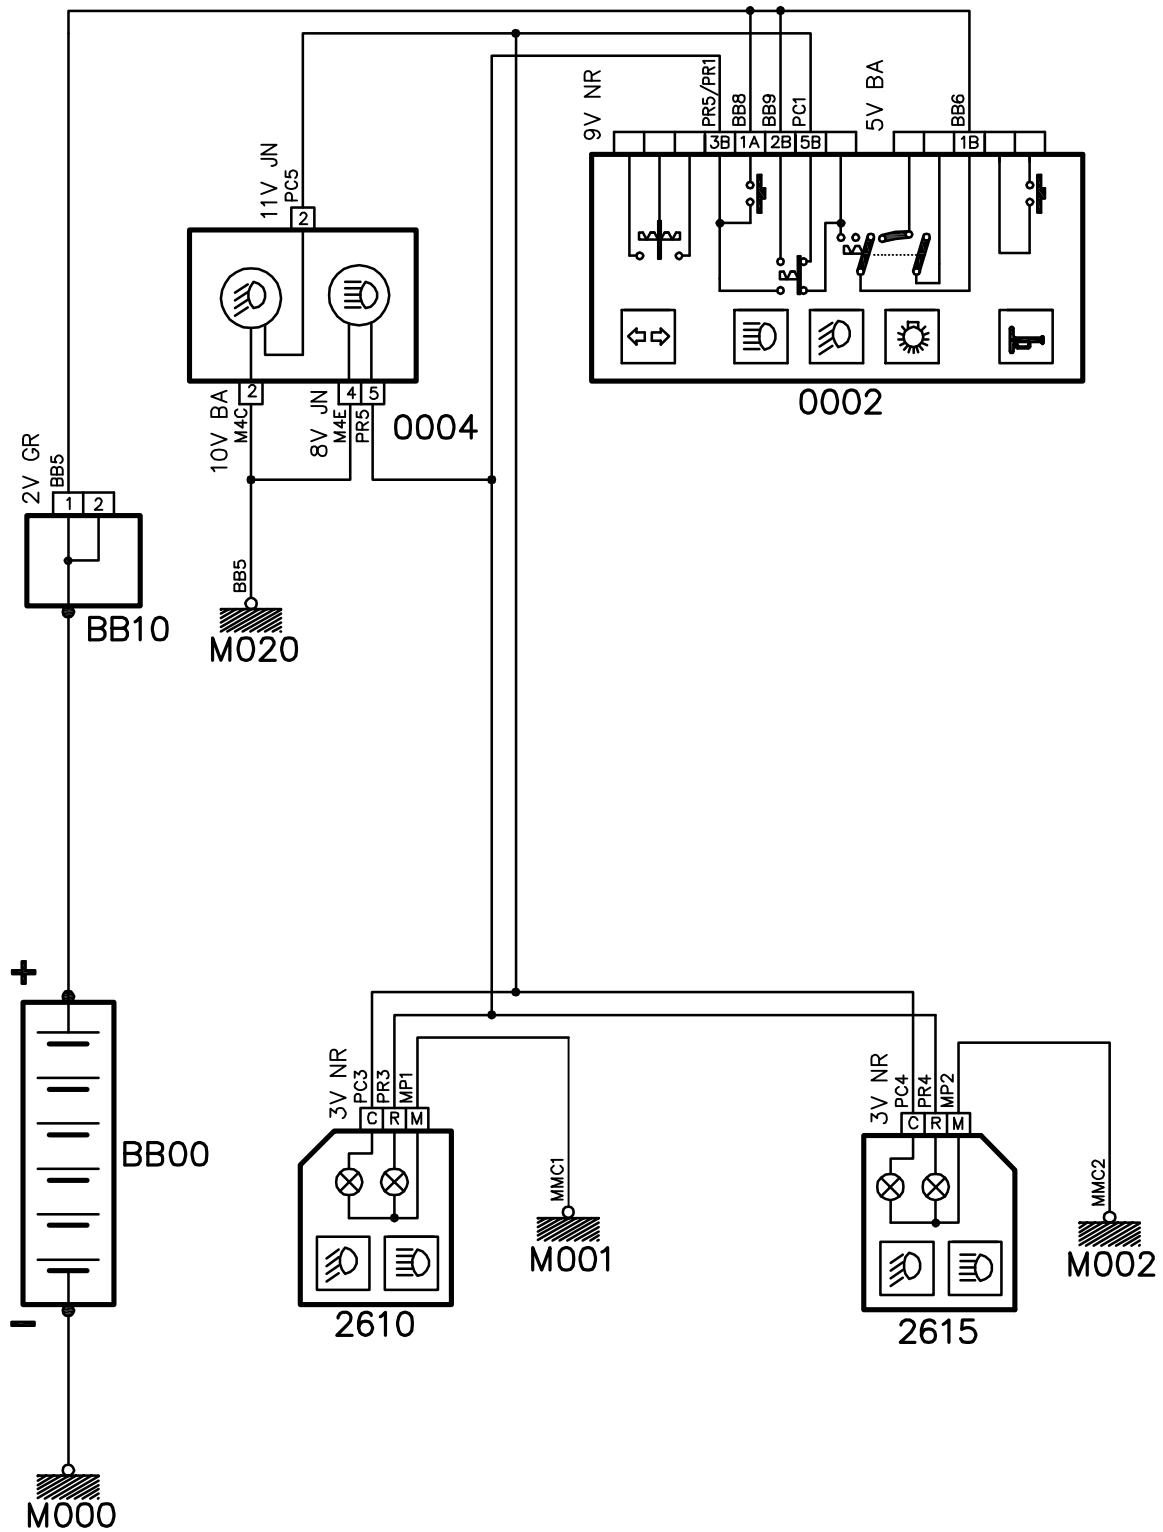 9V NR
PR5/PR1
BB8
BB9
PC1
5V BA
BB6
3B
1A
2B
5B
1B
0002
11V JN
PC5
2
2
4
5
10V BA
M4C
8V JN
M4E
PR5
0004
2V GR
BB5
1
2
BB10
BB5
M020
+
BB00
–
M000
3V NR
PC3
PR3
MP1
C
R
M
2610
MMC1
M001
3V NR
PC4
PR4
MP2
C
R
M
2615
MMC2
M002